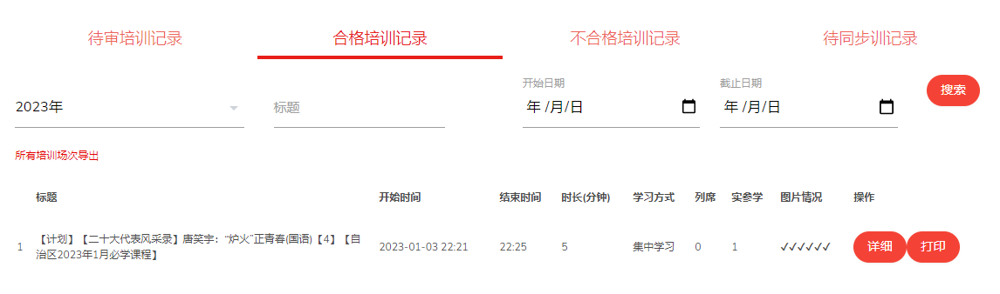 待审培训记录 合格培训记录 不合格培训记录 待同步训记录
开始日期 截止日期 搜索
2023年 标题 年 /月/日 年 /月/日
所有培训场次导出
标题 开始时间 结束时间 时长(分钟) 学习方式 列席 实参学 图片情况 操作
1 【计划】【二十大代表风采录】唐笑宇：“炉火”正青春(国语)【4】【自 2023-01-03 22:21 22:25 5 集中学习 0 1 ✓✓✓✓✓✓ 详细 打印
治区2023年1月必学课程】